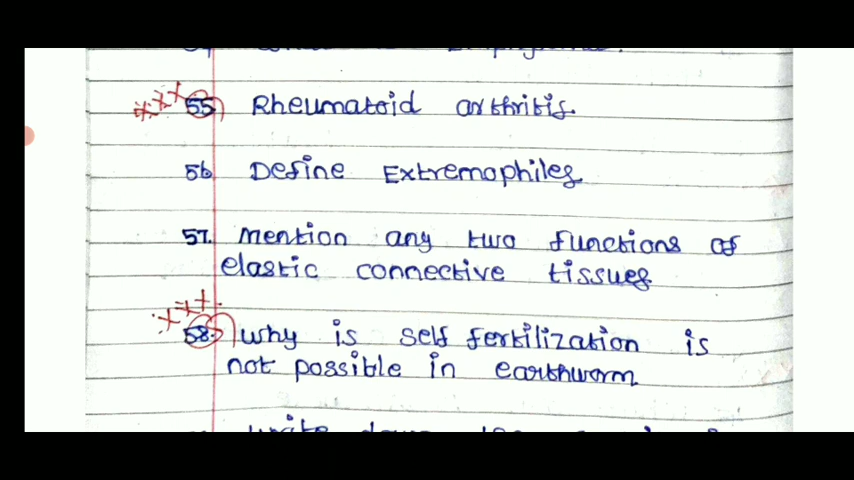 55) Rheumatoid arthritis.
56 Define Extremophiles
57. mention any two functions of
elastic connective tissues
58.) why is self fertilization is
not possible in earthworm